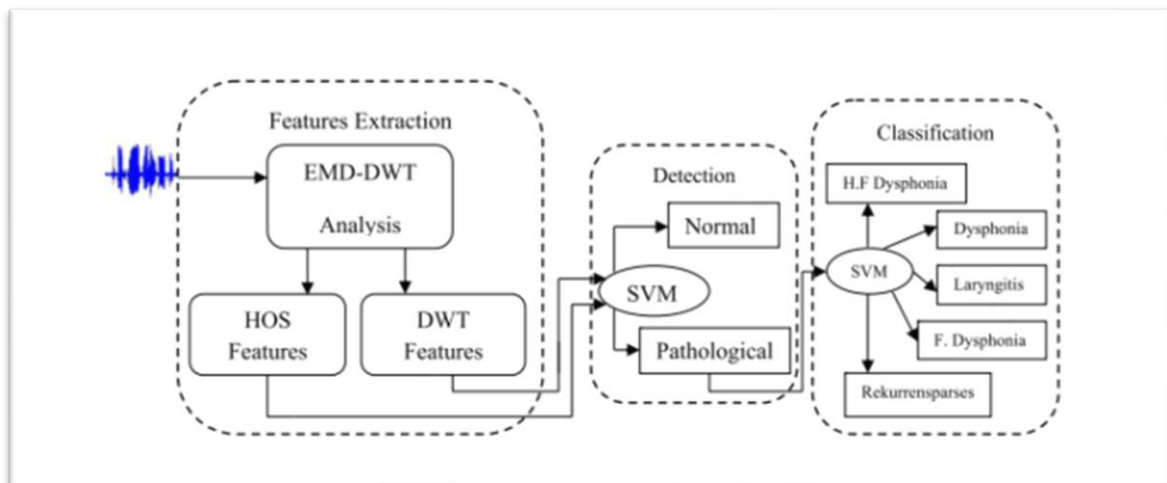 Features Extraction
EMD-DWT
Analysis
HOS
Features
DWT
Features
Detection
Normal
SVM
Pathological
Classification
H.F Dysphonia
Dysphonia
SVM
Laryngitis
F. Dysphonia
Rekurrensparses